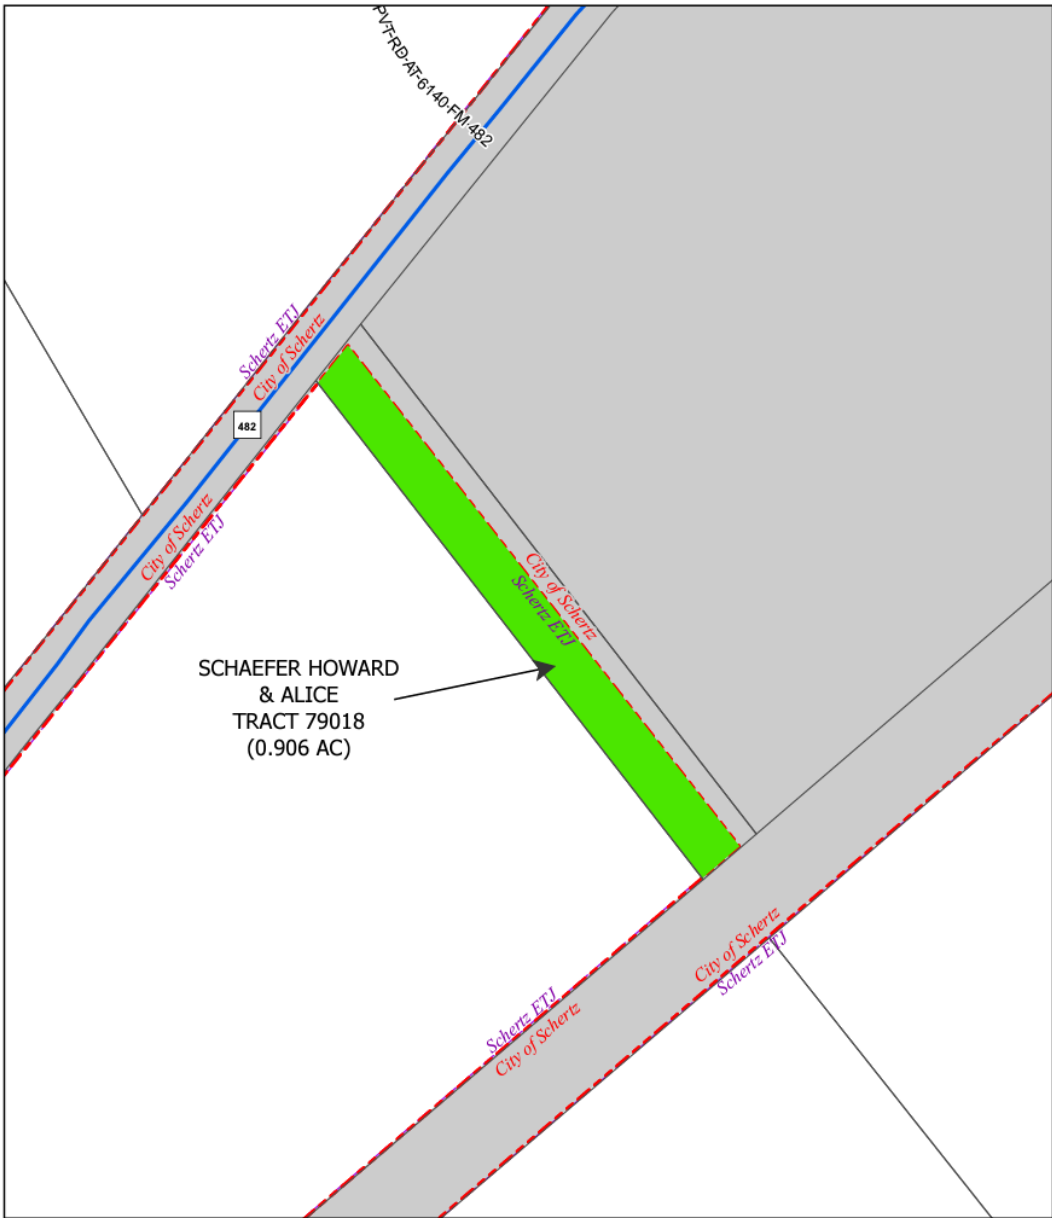 PVT-RD-AT-6140-FM-482
Schertz ETJ
City of Schertz
482
City of Schertz
Schertz ETJ
City of Schertz
Schertz ETJ
SCHAEFER HOWARD
& ALICE
TRACT 79018
(0.906 AC)
City of Schertz
Schertz ETJ
Schertz ETJ
City of Schertz